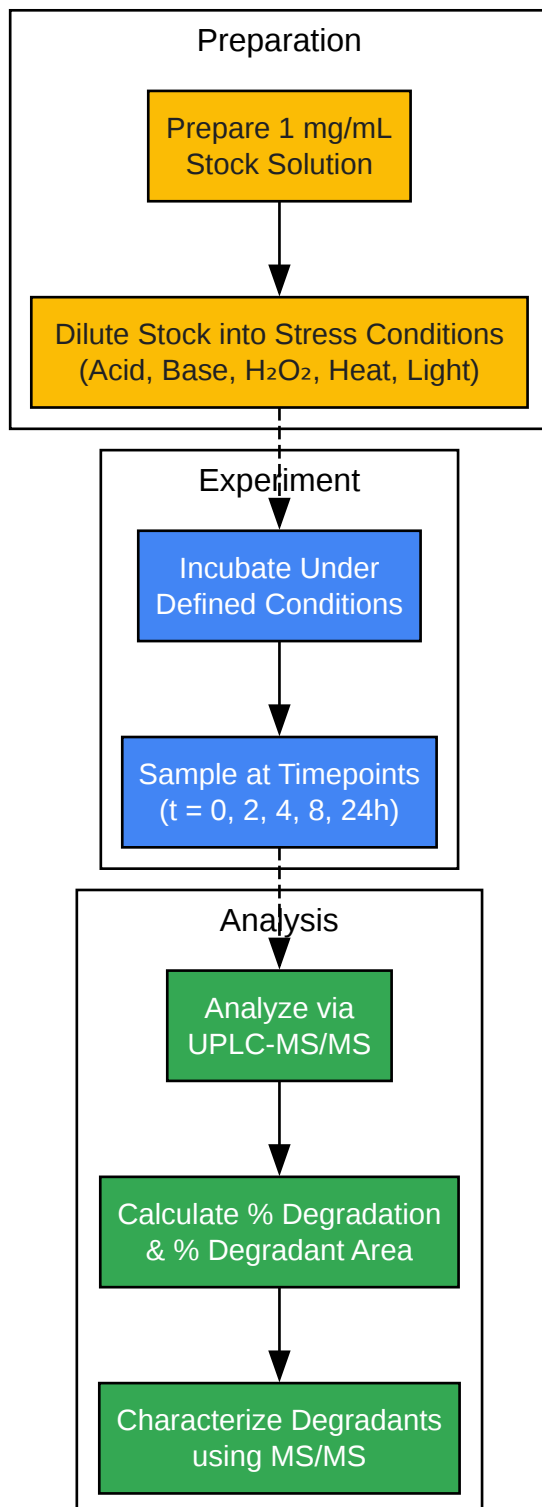 Preparation
Prepare 1 mg/mL
Stock Solution
Dilute Stock into Stress Conditions
(Acid, Base, H₂O₂, Heat, Light)
Experiment
Incubate Under
Defined Conditions
Sample at Timepoints
(t = 0, 2, 4, 8, 24h)
Analysis
Analyze via
UPLC-MS/MS
Calculate % Degradation
& % Degradant Area
Characterize Degradants
using MS/MS